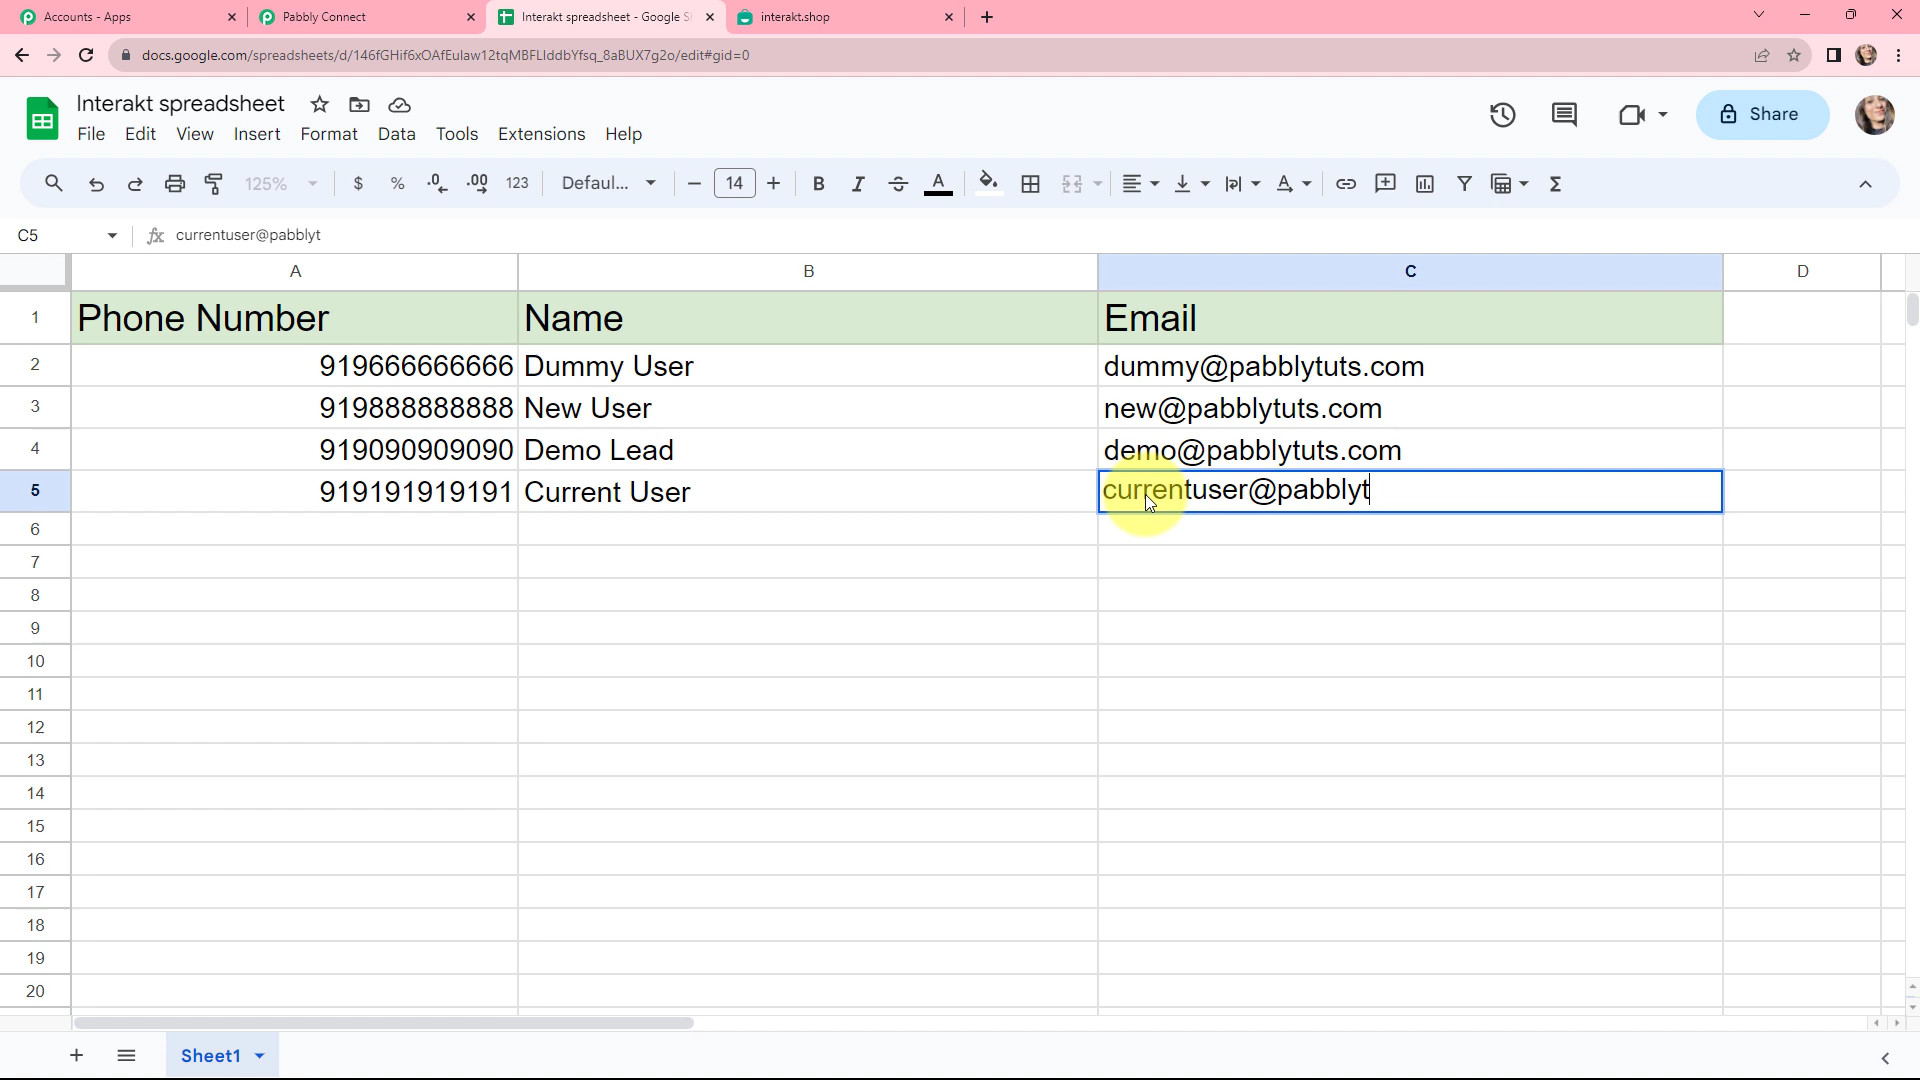 Accounts - Apps
Pabbly Connect
Interakt spreadsheet - Google S
interakt.shop
docs.google.com/spreadsheets/d/146fGHif6xOAfEulaw12tqMBFLIddbYfsq_8aBUX7g2o/edit#gid=0
Interakt spreadsheet
File Edit View Insert Format Data Tools Extensions Help
Share
125% $ % .0 .00 123 Defaul... 14 B I S A
C5 fx currentuser@pabblyt
A B C D
1 Phone Number Name Email
2 919666666666 Dummy User dummy@pabblytuts.com
3 919888888888 New User new@pabblytuts.com
4 919090909090 Demo Lead demo@pabblytuts.com
5 919191919191 Current User currentuser@pabblyt
6
7
8
9
10
11
12
13
14
15
16
17
18
19
20
Sheet1